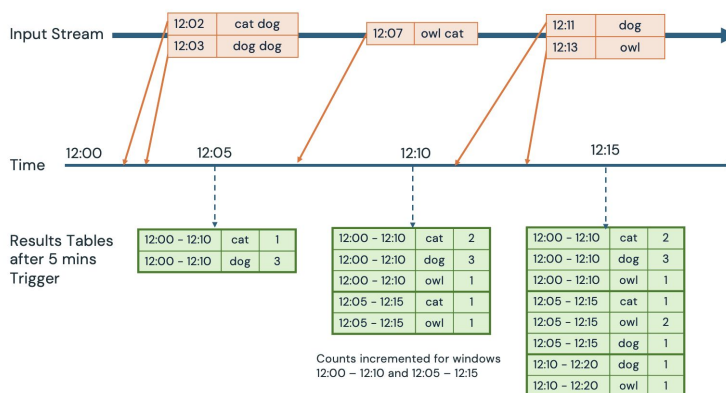 Input Stream
12:02 cat dog
12:03 dog dog
12:07 owl cat
12:11 dog
12:13 owl
Time
12:00
12:05
12:10
12:15
Results Tables
after 5 mins
Trigger
12:00 - 12:10 cat 1
12:00 - 12:10 dog 3
12:00 - 12:10 cat 2
12:00 - 12:10 dog 3
12:00 - 12:10 owl 1
12:05 - 12:15 cat 1
12:05 - 12:15 owl 1
Counts incremented for windows
12:00 – 12:10 and 12:05 – 12:15
12:00 - 12:10 cat 2
12:00 - 12:10 dog 3
12:00 - 12:10 owl 1
12:05 - 12:15 cat 1
12:05 - 12:15 owl 2
12:05 - 12:15 dog 1
12:10 - 12:20 dog 1
12:10 - 12:20 owl 1